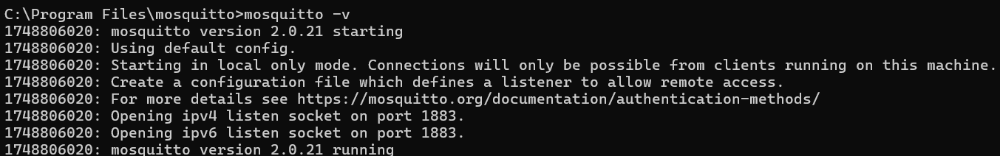 C:\Program Files\mosquitto>mosquitto -v
1748806020: mosquitto version 2.0.21 starting
1748806020: Using default config.
1748806020: Starting in local only mode. Connections will only be possible from clients running on this machine.
1748806020: Create a configuration file which defines a listener to allow remote access.
1748806020: For more details see https://mosquitto.org/documentation/authentication-methods/
1748806020: Opening ipv4 listen socket on port 1883.
1748806020: Opening ipv6 listen socket on port 1883.
1748806020: mosquitto version 2.0.21 running